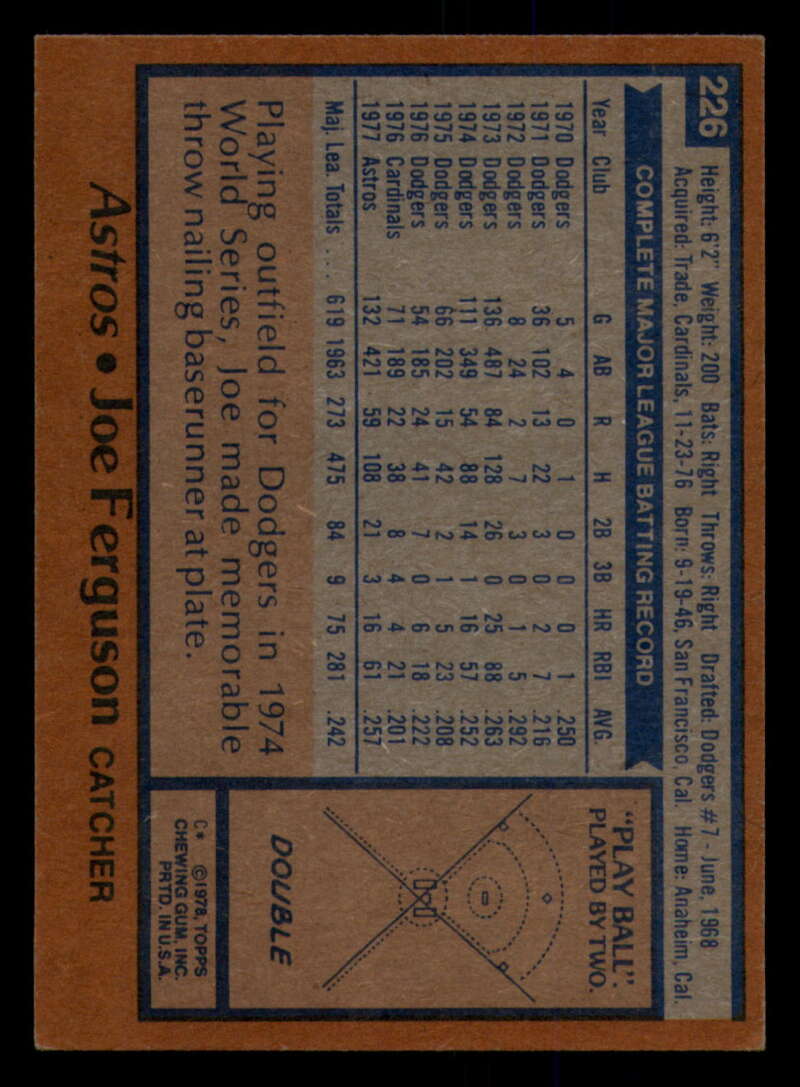 226
Height: 6'2" Weight: 200 Bats: Right Throws: Right Drafted: Dodgers #7 - June, 1968
Acquired: Trade, Cardinals, 11-23-76 Born: 9-19-46, San Francisco, Cal. Home: Anaheim, Cal.
COMPLETE MAJOR LEAGUE BATTING RECORD
Year Club G AB R H 2B 3B HR RBI AVG.
1970 Dodgers 5 4 0 1 0 0 0 1 .250
1971 Dodgers 36 102 13 22 3 0 2 7 .216
1972 Dodgers 8 24 2 7 3 0 1 5 .292
1973 Dodgers 136 487 84 128 26 0 25 88 .263
1974 Dodgers 111 349 54 88 14 1 16 57 .252
1975 Dodgers 66 202 15 42 2 1 5 23 .208
1976 Dodgers 54 185 24 41 7 0 6 18 .222
1976 Cardinals 71 189 22 38 8 4 4 21 .201
1977 Astros 132 421 59 108 21 3 16 61 .257
Maj. Lea. Totals ... 619 1963 273 475 84 9 75 281 .242
Playing outfield for Dodgers in 1974
World Series, Joe made memorable
throw nailing baserunner at plate.
"PLAY BALL".
PLAYED BY TWO.
DOUBLE
C* ©1978, TOPPS
CHEWING GUM, INC.
PRTD. IN U.S.A.
Astros • Joe Ferguson CATCHER